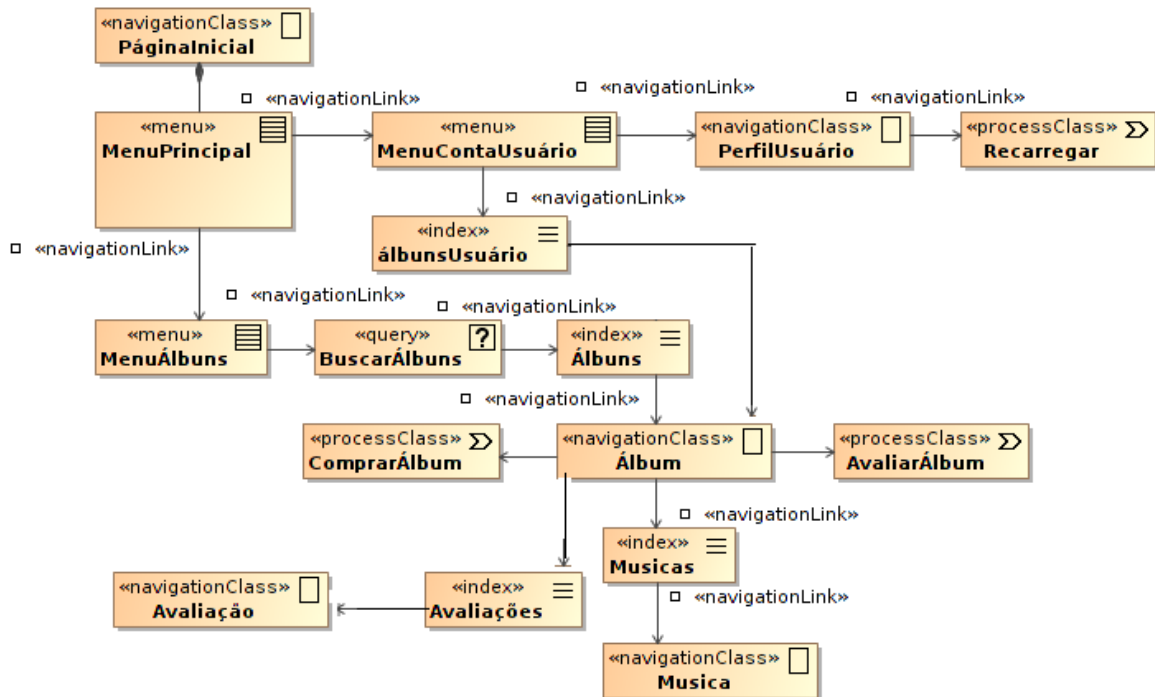 «navigationClass»
PáginaInicial
«navigationLink»
«navigationLink»
«navigationLink»
«menu»
MenuPrincipal
«menu»
MenuContaUsuário
«navigationClass»
PerfilUsuário
«processClass»
Recarregar
«navigationLink»
«navigationLink»
«index»
álbunsUsuário
«navigationLink»
«navigationLink»
«menu»
MenuÁlbuns
«query»
BuscarÁlbuns
?
«index»
Álbuns
«navigationLink»
«processClass»
ComprarÁlbum
«navigationClass»
Álbum
«processClass»
AvaliarÁlbum
«navigationLink»
«index»
Musicas
«navigationClass»
Avaliação
«index»
Avaliações
«navigationLink»
«navigationClass»
Musica